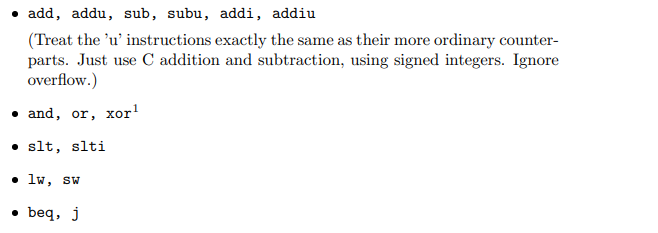 • add, addu, sub, subu, addi, addiu
(Treat the 'u' instructions exactly the same as their more ordinary counter-
parts. Just use C addition and subtraction, using signed integers. Ignore
overflow.)
• and, or, xor¹
• slt, slti
• lw, sw
• beq, j